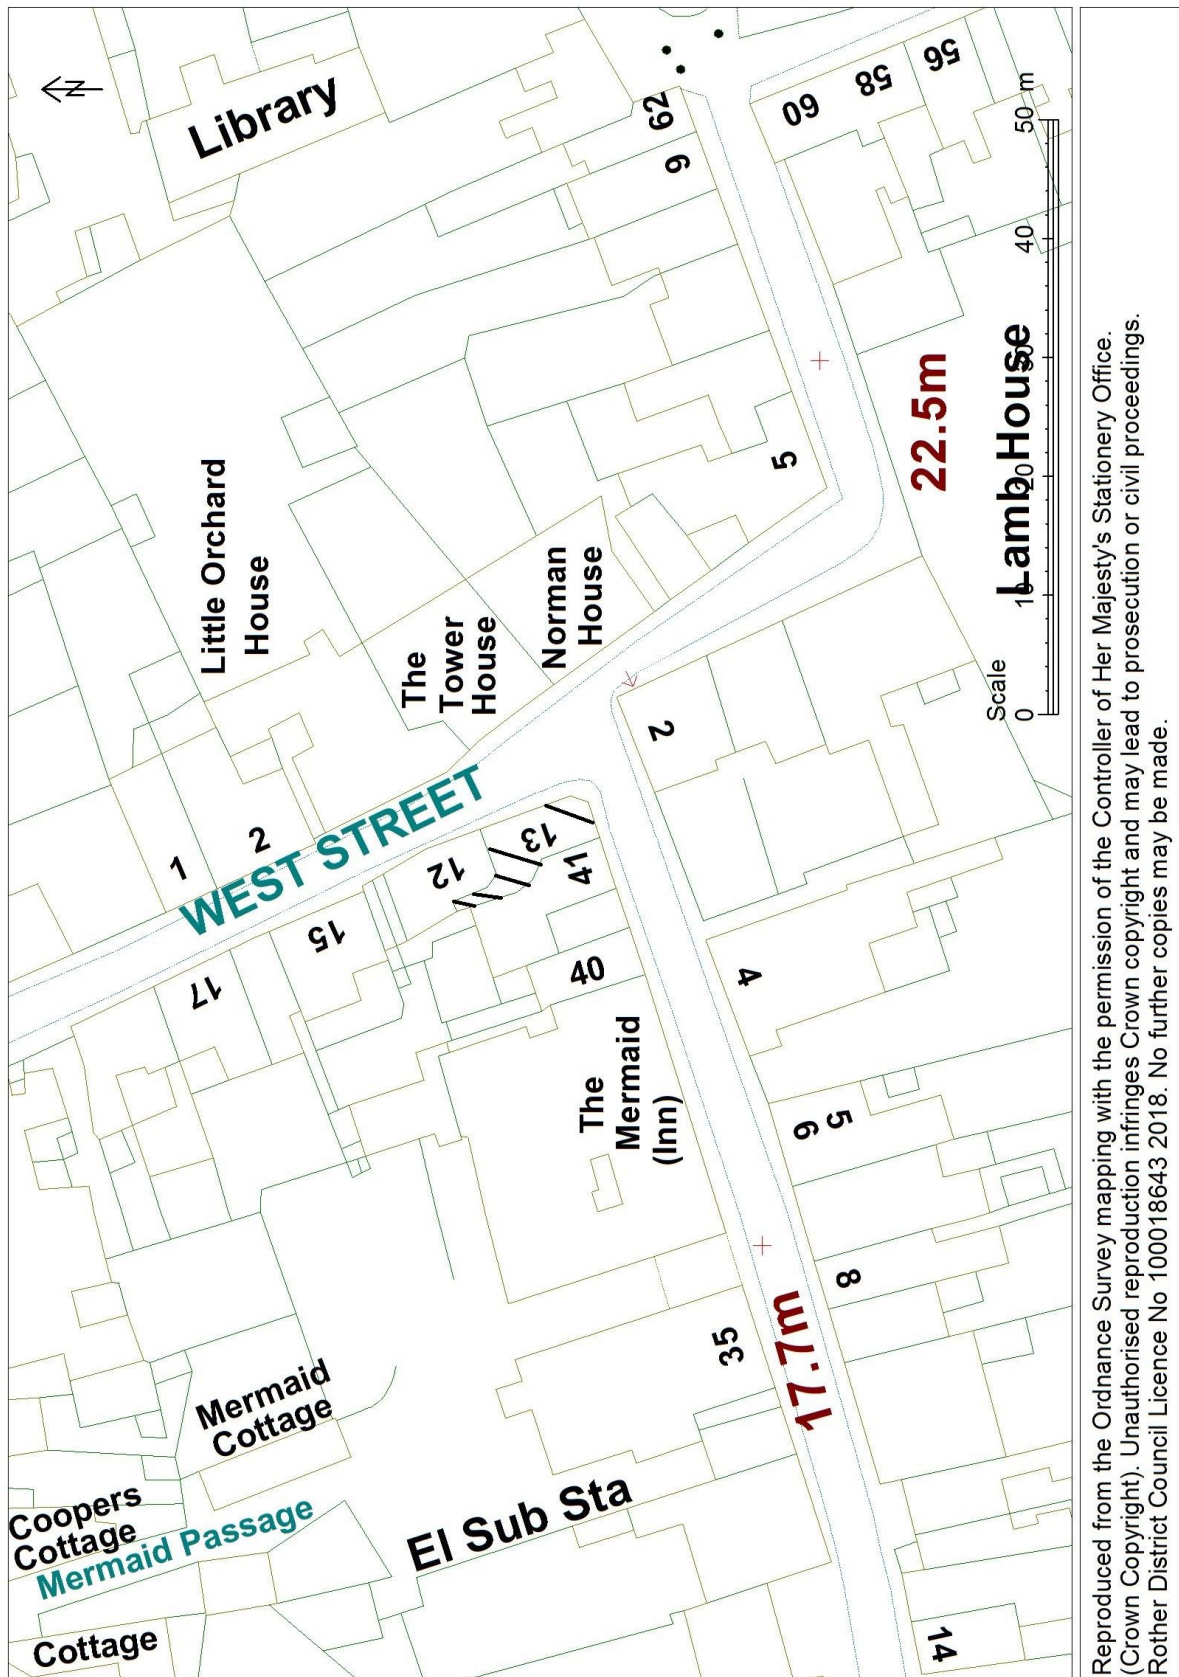 N
Library
62
9
60
58
56
Little Orchard
House
The
Tower
House
Norman
House
5
22.5m
Lamb House
Scale
0 10 20 30 40 50 m
1
2
WEST STREET
17
15
12
13
41
40
2
4
The
Mermaid
(Inn)
6
5
8
35
17.7m
Mermaid
Cottage
Coopers
Cottage
Mermaid Passage
El Sub Sta
Cottage
14
Reproduced from the Ordnance Survey mapping with the permission of the Controller of Her Majesty's Stationery Office.
(Crown Copyright). Unauthorised reproduction infringes Crown copyright and may lead to prosecution or civil proceedings.
Rother District Council Licence No 100018643 2018. No further copies may be made.